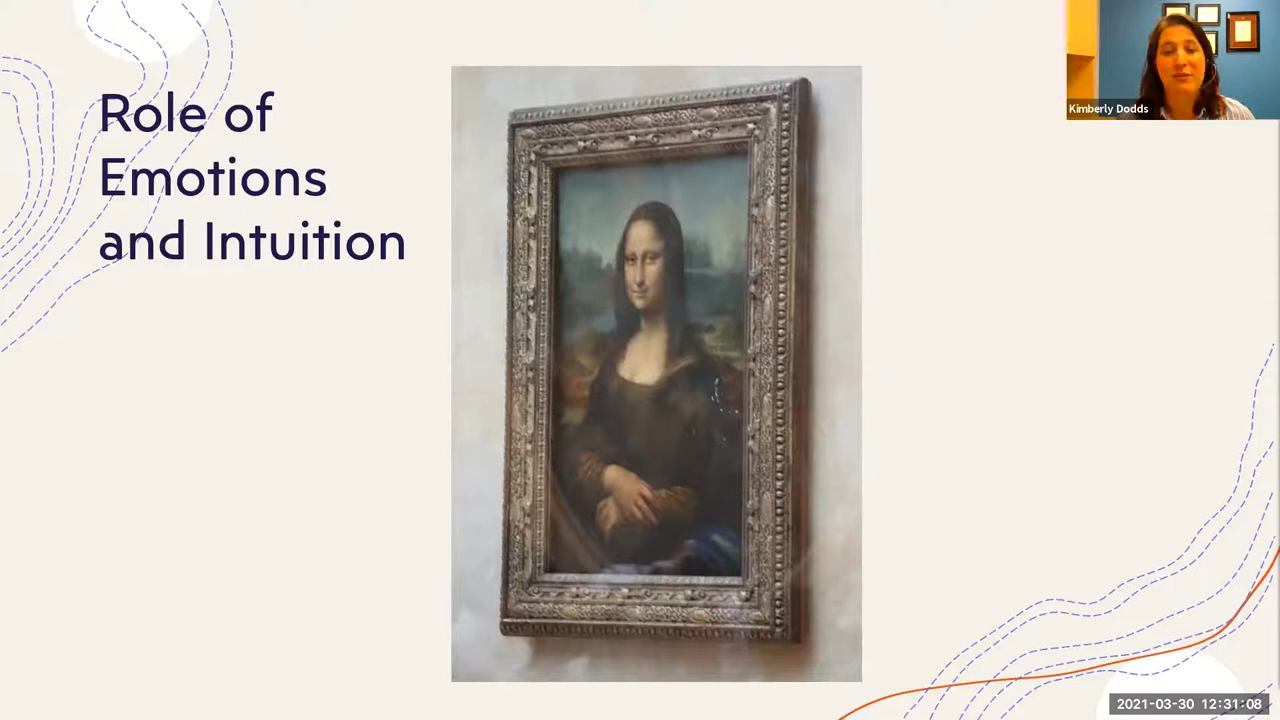 Role of
Emotions
and Intuition
Kimberly Dodds
2021-03-30 12:31:08